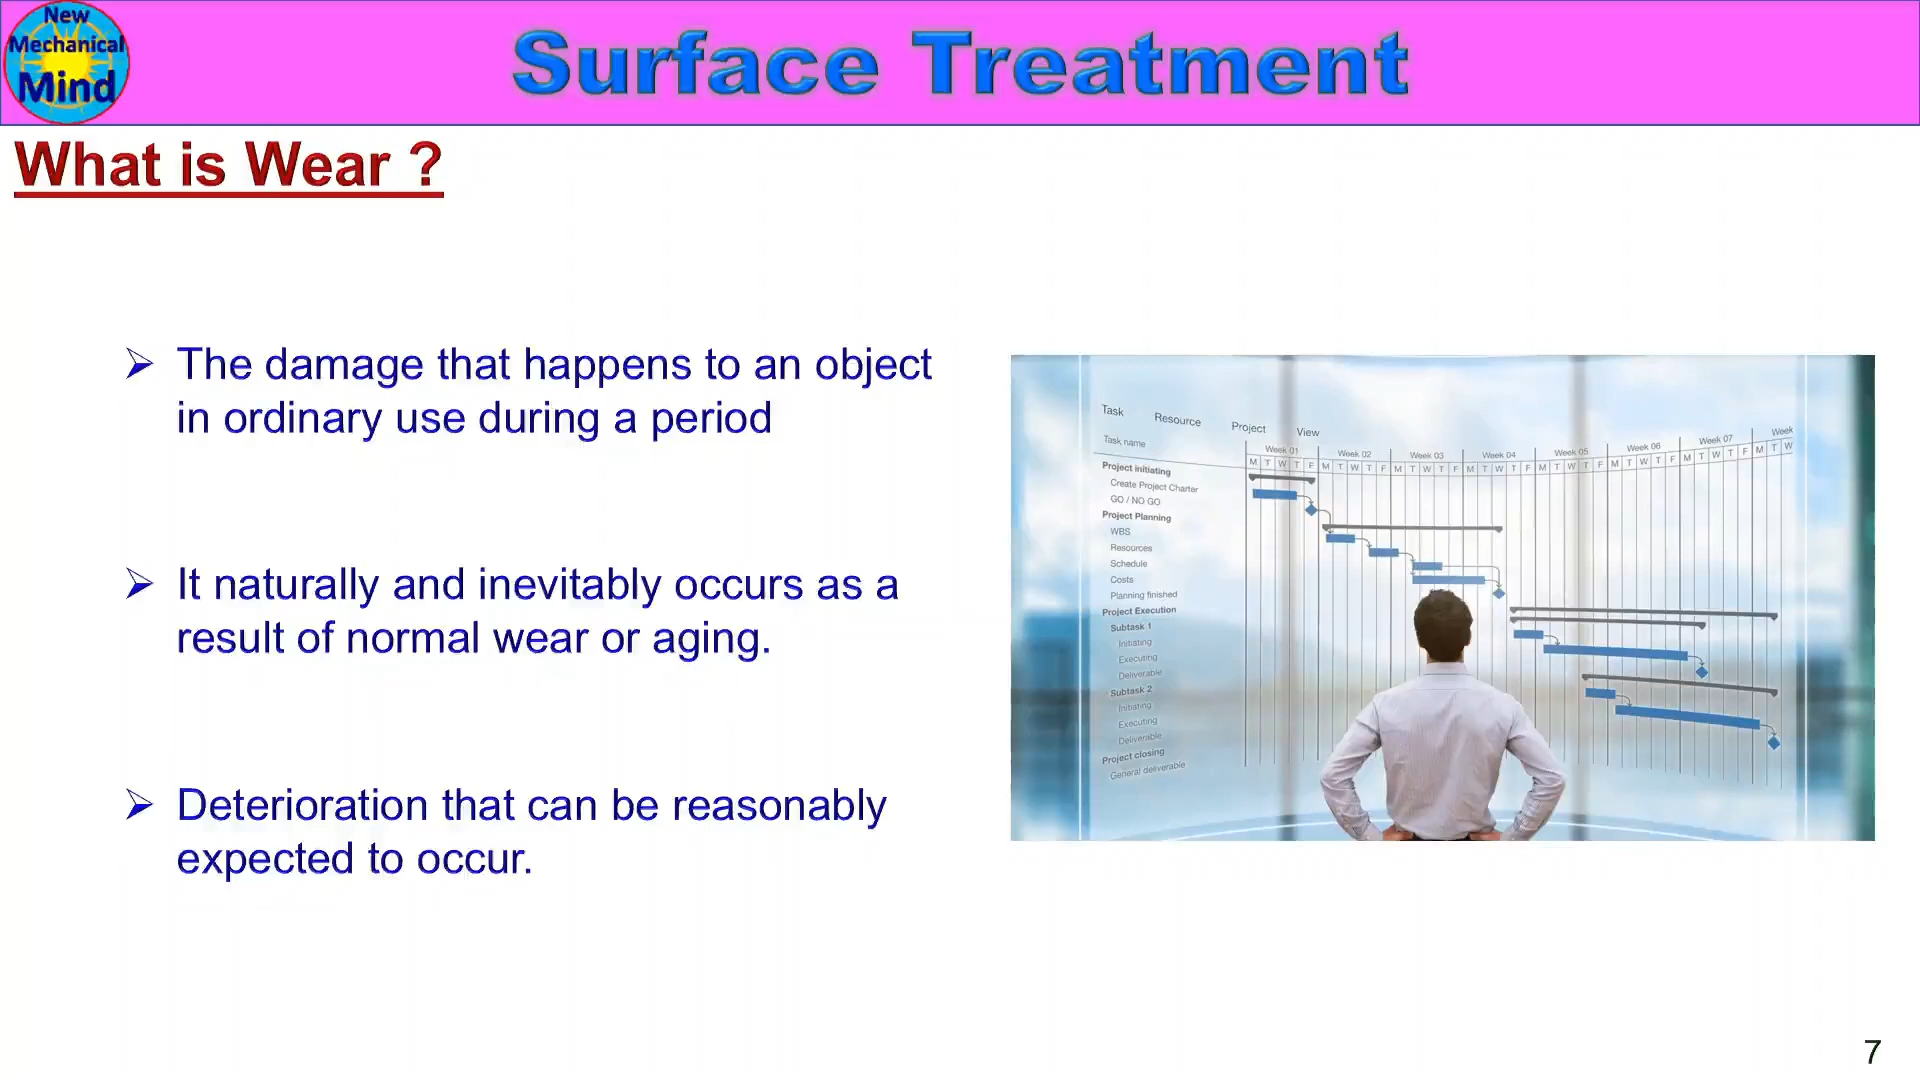 New
Mechanical
Mind
Surface Treatment
What is Wear ?
The damage that happens to an object
in ordinary use during a period
It naturally and inevitably occurs as a
result of normal wear or aging.
Deterioration that can be reasonably
expected to occur.
Task Resource Project View
Task name
Week 01 Week 02 Week 03 Week 04 Week 05 Week 06 Week 07 Week
M T W T F M T W T F M T W T F M T W T F M T W T F M T W T F M T W T F M T W
Project initiating
Create Project Charter
GO / NO GO
Project Planning
WBS
Resources
Schedule
Costs
Planning finished
Project Execution
Subtask 1
Initiating
Executing
Deliverable
Subtask 2
Initiating
Executing
Deliverable
Project closing
General deliverable
7